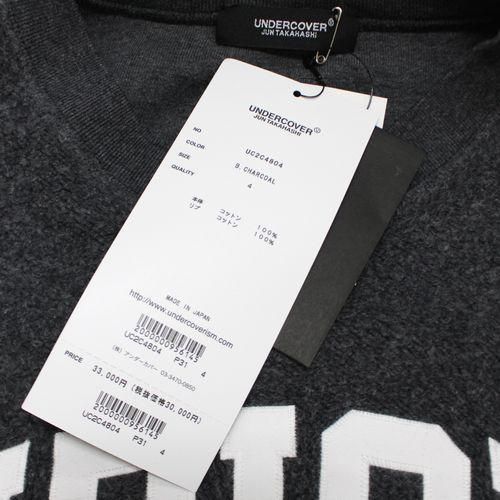 UNDERCOVER®
JUN TAKAHASHI
UNDERCOVER®
JUN TAKAHASHI
NO UC2C4804
COLOR B.CHARCOAL
SIZE 4
QUALITY
本体 コットン 100%
リブ コットン 100%
MADE IN JAPAN
http://www.undercoverism.com
2000000936145
UC2C4804 P31 4
(株) アンダーカバー 03-3470-0850
PRICE 33,000円 (税抜価格30,000円)
2000000936145
UC2C4804 P31 4